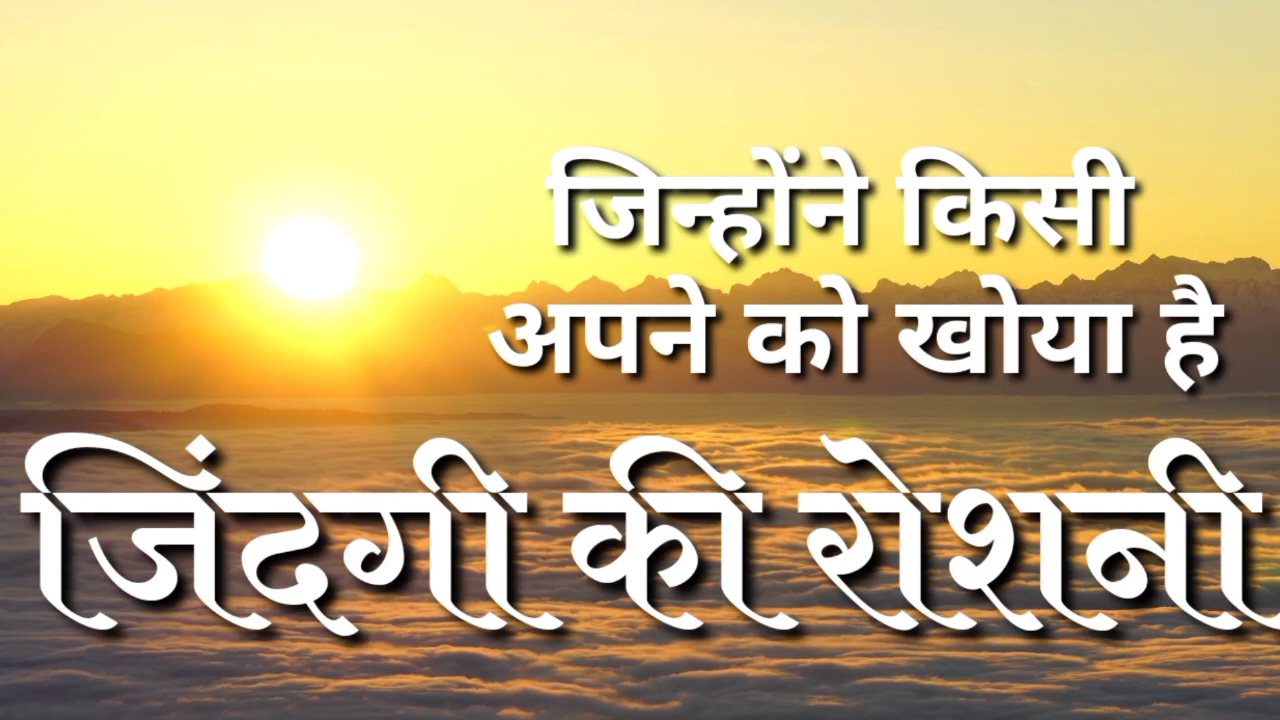 जिन्होंने किसी
अपने को खोया है
जिंदगी की रोशनी